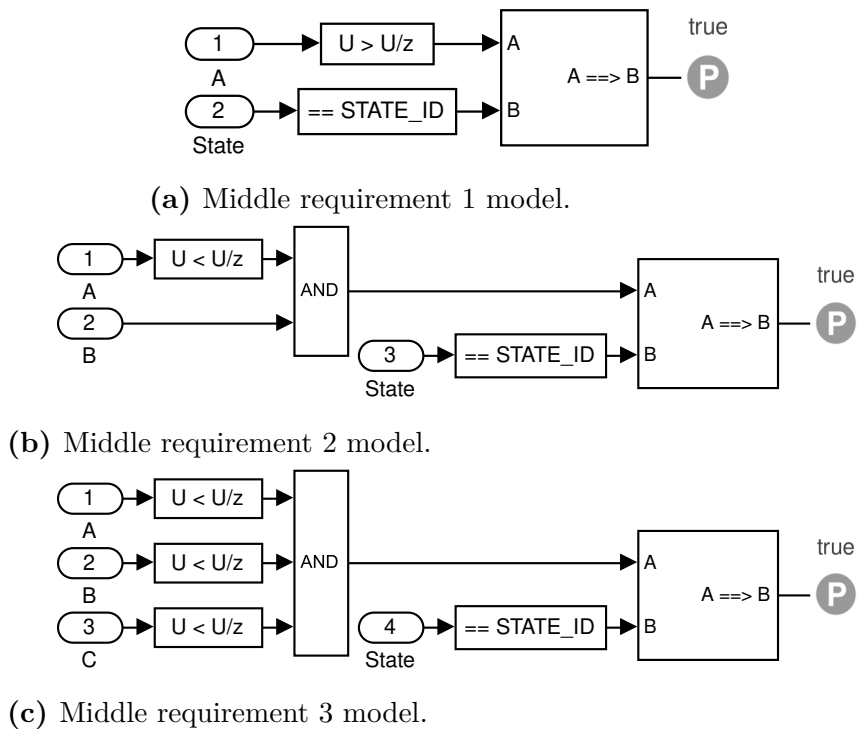 true
1 U > U/z A
A A ==> B P
2 == STATE_ID B
State
(a) Middle requirement 1 model.
1 U < U/z
A AND true
2 A
B A ==> B P
3 == STATE_ID B
State
(b) Middle requirement 2 model.
1 U < U/z
A true
2 U < U/z AND A
B A ==> B P
3 U < U/z 4 == STATE_ID B
C State
(c) Middle requirement 3 model.